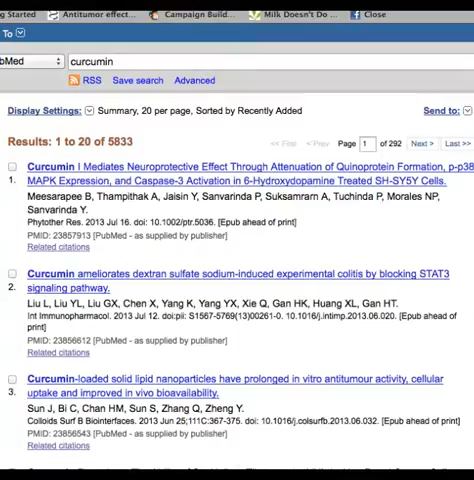 ng Started Antitumor effect... Campaign Build... Milk Doesn't Do ... Close
To
bMed curcumin
RSS Save search Advanced
Display Settings: Summary, 20 per page, Sorted by Recently Added Send to:
Results: 1 to 20 of 5833 << First < Prev Page 1 of 292 Next > Last >>
Curcumin I Mediates Neuroprotective Effect Through Attenuation of Quinoprotein Formation, p-p38
1. MAPK Expression, and Caspase-3 Activation in 6-Hydroxydopamine Treated SH-SY5Y Cells.
Meesarapee B, Thampithak A, Jaisin Y, Sanvarinda P, Suksamrarn A, Tuchinda P, Morales NP,
Sanvarinda Y.
Phytother Res. 2013 Jul 16. doi: 10.1002/ptr.5036. [Epub ahead of print]
PMID: 23857913 [PubMed - as supplied by publisher]
Related citations
Curcumin ameliorates dextran sulfate sodium-induced experimental colitis by blocking STAT3
2. signaling pathway.
Liu L, Liu YL, Liu GX, Chen X, Yang K, Yang YX, Xie Q, Gan HK, Huang XL, Gan HT.
Int Immunopharmacol. 2013 Jul 12. doi:pii: S1567-5769(13)00261-0. 10.1016/j.intimp.2013.06.020. [Epub ahead of
print]
PMID: 23856612 [PubMed - as supplied by publisher]
Related citations
Curcumin-loaded solid lipid nanoparticles have prolonged in vitro antitumour activity, cellular
3. uptake and improved in vivo bioavailability.
Sun J, Bi C, Chan HM, Sun S, Zhang Q, Zheng Y.
Colloids Surf B Biointerfaces. 2013 Jun 25;111C:367-375. doi: 10.1016/j.colsurfb.2013.06.032. [Epub ahead of print]
PMID: 23856543 [PubMed - as supplied by publisher]
Related citations